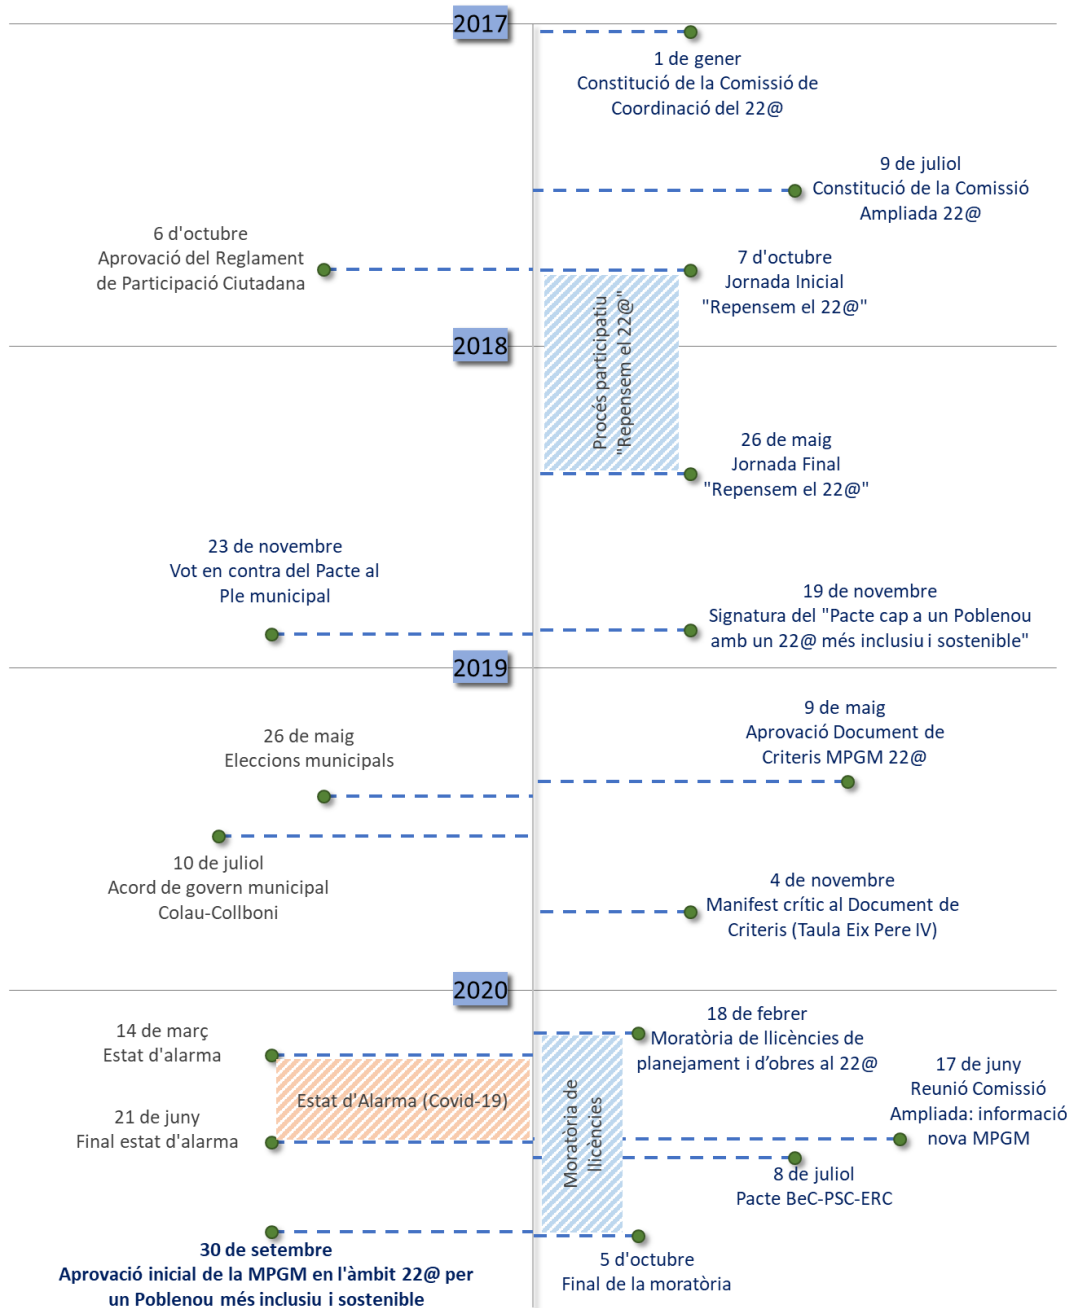 2017
1 de gener
Constitució de la Comissió de
Coordinació del 22@
9 de juliol
Constitució de la Comissió
Ampliada 22@
6 d'octubre
Aprovació del Reglament
de Participació Ciutadana
7 d'octubre
Jornada Inicial
"Repensem el 22@"
Procés participatiu
"Repensem el 22@"
2018
26 de maig
Jornada Final
"Repensem el 22@"
23 de novembre
Vot en contra del Pacte al
Ple municipal
19 de novembre
Signatura del "Pacte cap a un Poblenou
amb un 22@ més inclusiu i sostenible"
2019
9 de maig
Aprovació Document de
Criteris MPGM 22@
26 de maig
Eleccions municipals
10 de juliol
Acord de govern municipal
Colau-Collboni
4 de novembre
Manifest crític al Document de
Criteris (Taula Eix Pere IV)
2020
18 de febrer
Moratòria de llicències de
planejament i d’obres al 22@
14 de març
Estat d'alarma
Estat d'Alarma (Covid-19)
Moratòria de
llicències
17 de juny
Reunió Comissió
Ampliada: informació
nova MPGM
21 de juny
Final estat d'alarma
8 de juliol
Pacte BeC-PSC-ERC
30 de setembre
Aprovació inicial de la MPGM en l'àmbit 22@ per
un Poblenou més inclusiu i sostenible
5 d'octubre
Final de la moratòria